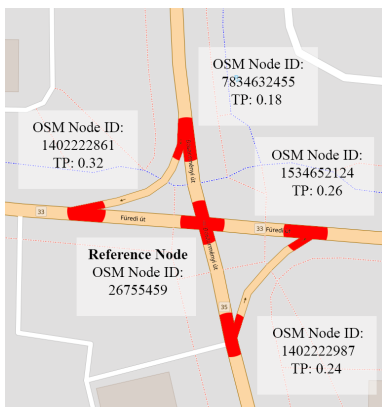 OSM Node ID:
7834632455
TP: 0.18
OSM Node ID:
1402222861
TP: 0.32
OSM Node ID:
1534652124
TP: 0.26
33
Füredi út
33
Reference Node
OSM Node ID:
26755459
35
OSM Node ID:
1402222987
TP: 0.24